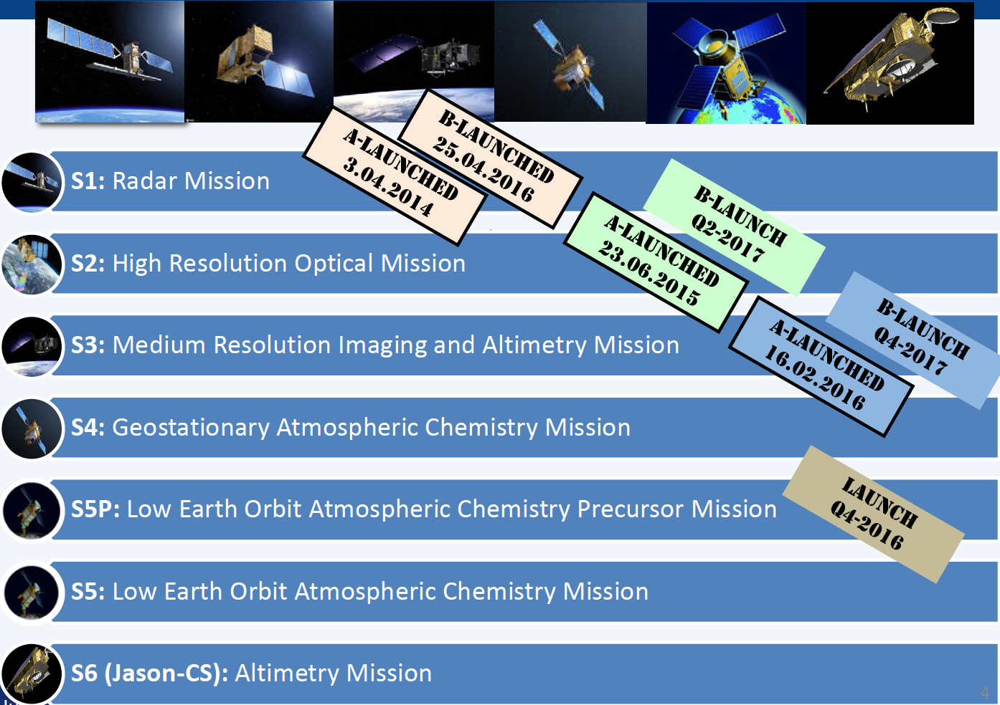 B-LAUNCHED
25.04.2016
A-LAUNCHED
3.04.2014
S1: Radar Mission
B-LAUNCH
Q2-2017
A-LAUNCHED
23.06.2015
S2: High Resolution Optical Mission
B-LAUNCH
Q4-2017
A-LAUNCHED
16.02.2016
S3: Medium Resolution Imaging and Altimetry Mission
S4: Geostationary Atmospheric Chemistry Mission
LAUNCH
Q4-2016
S5P: Low Earth Orbit Atmospheric Chemistry Precursor Mission
S5: Low Earth Orbit Atmospheric Chemistry Mission
S6 (Jason-CS): Altimetry Mission
4